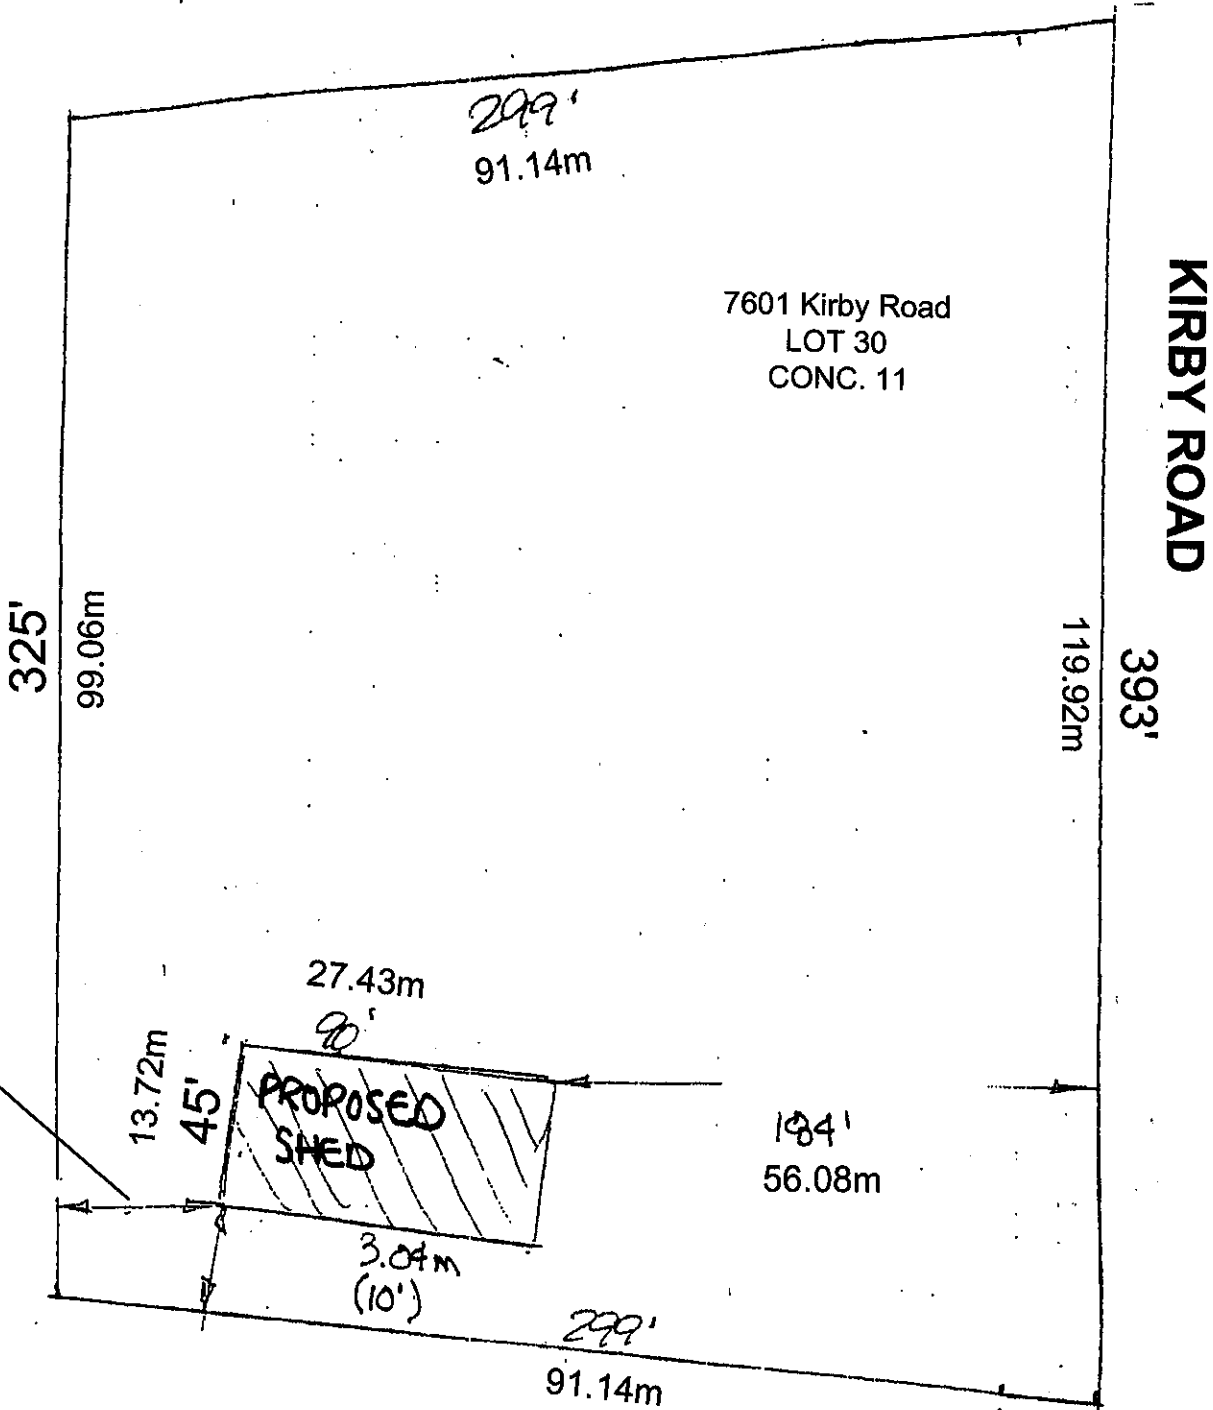 299'
91.14m
7601 Kirby Road
LOT 30
CONC. 11
KIRBY ROAD
325'
99.06m
119.92m
393'
27.43m
90'
13.72m
45'
PROPOSED
SHED
184'
56.08m
3.04m
(10')
299'
91.14m